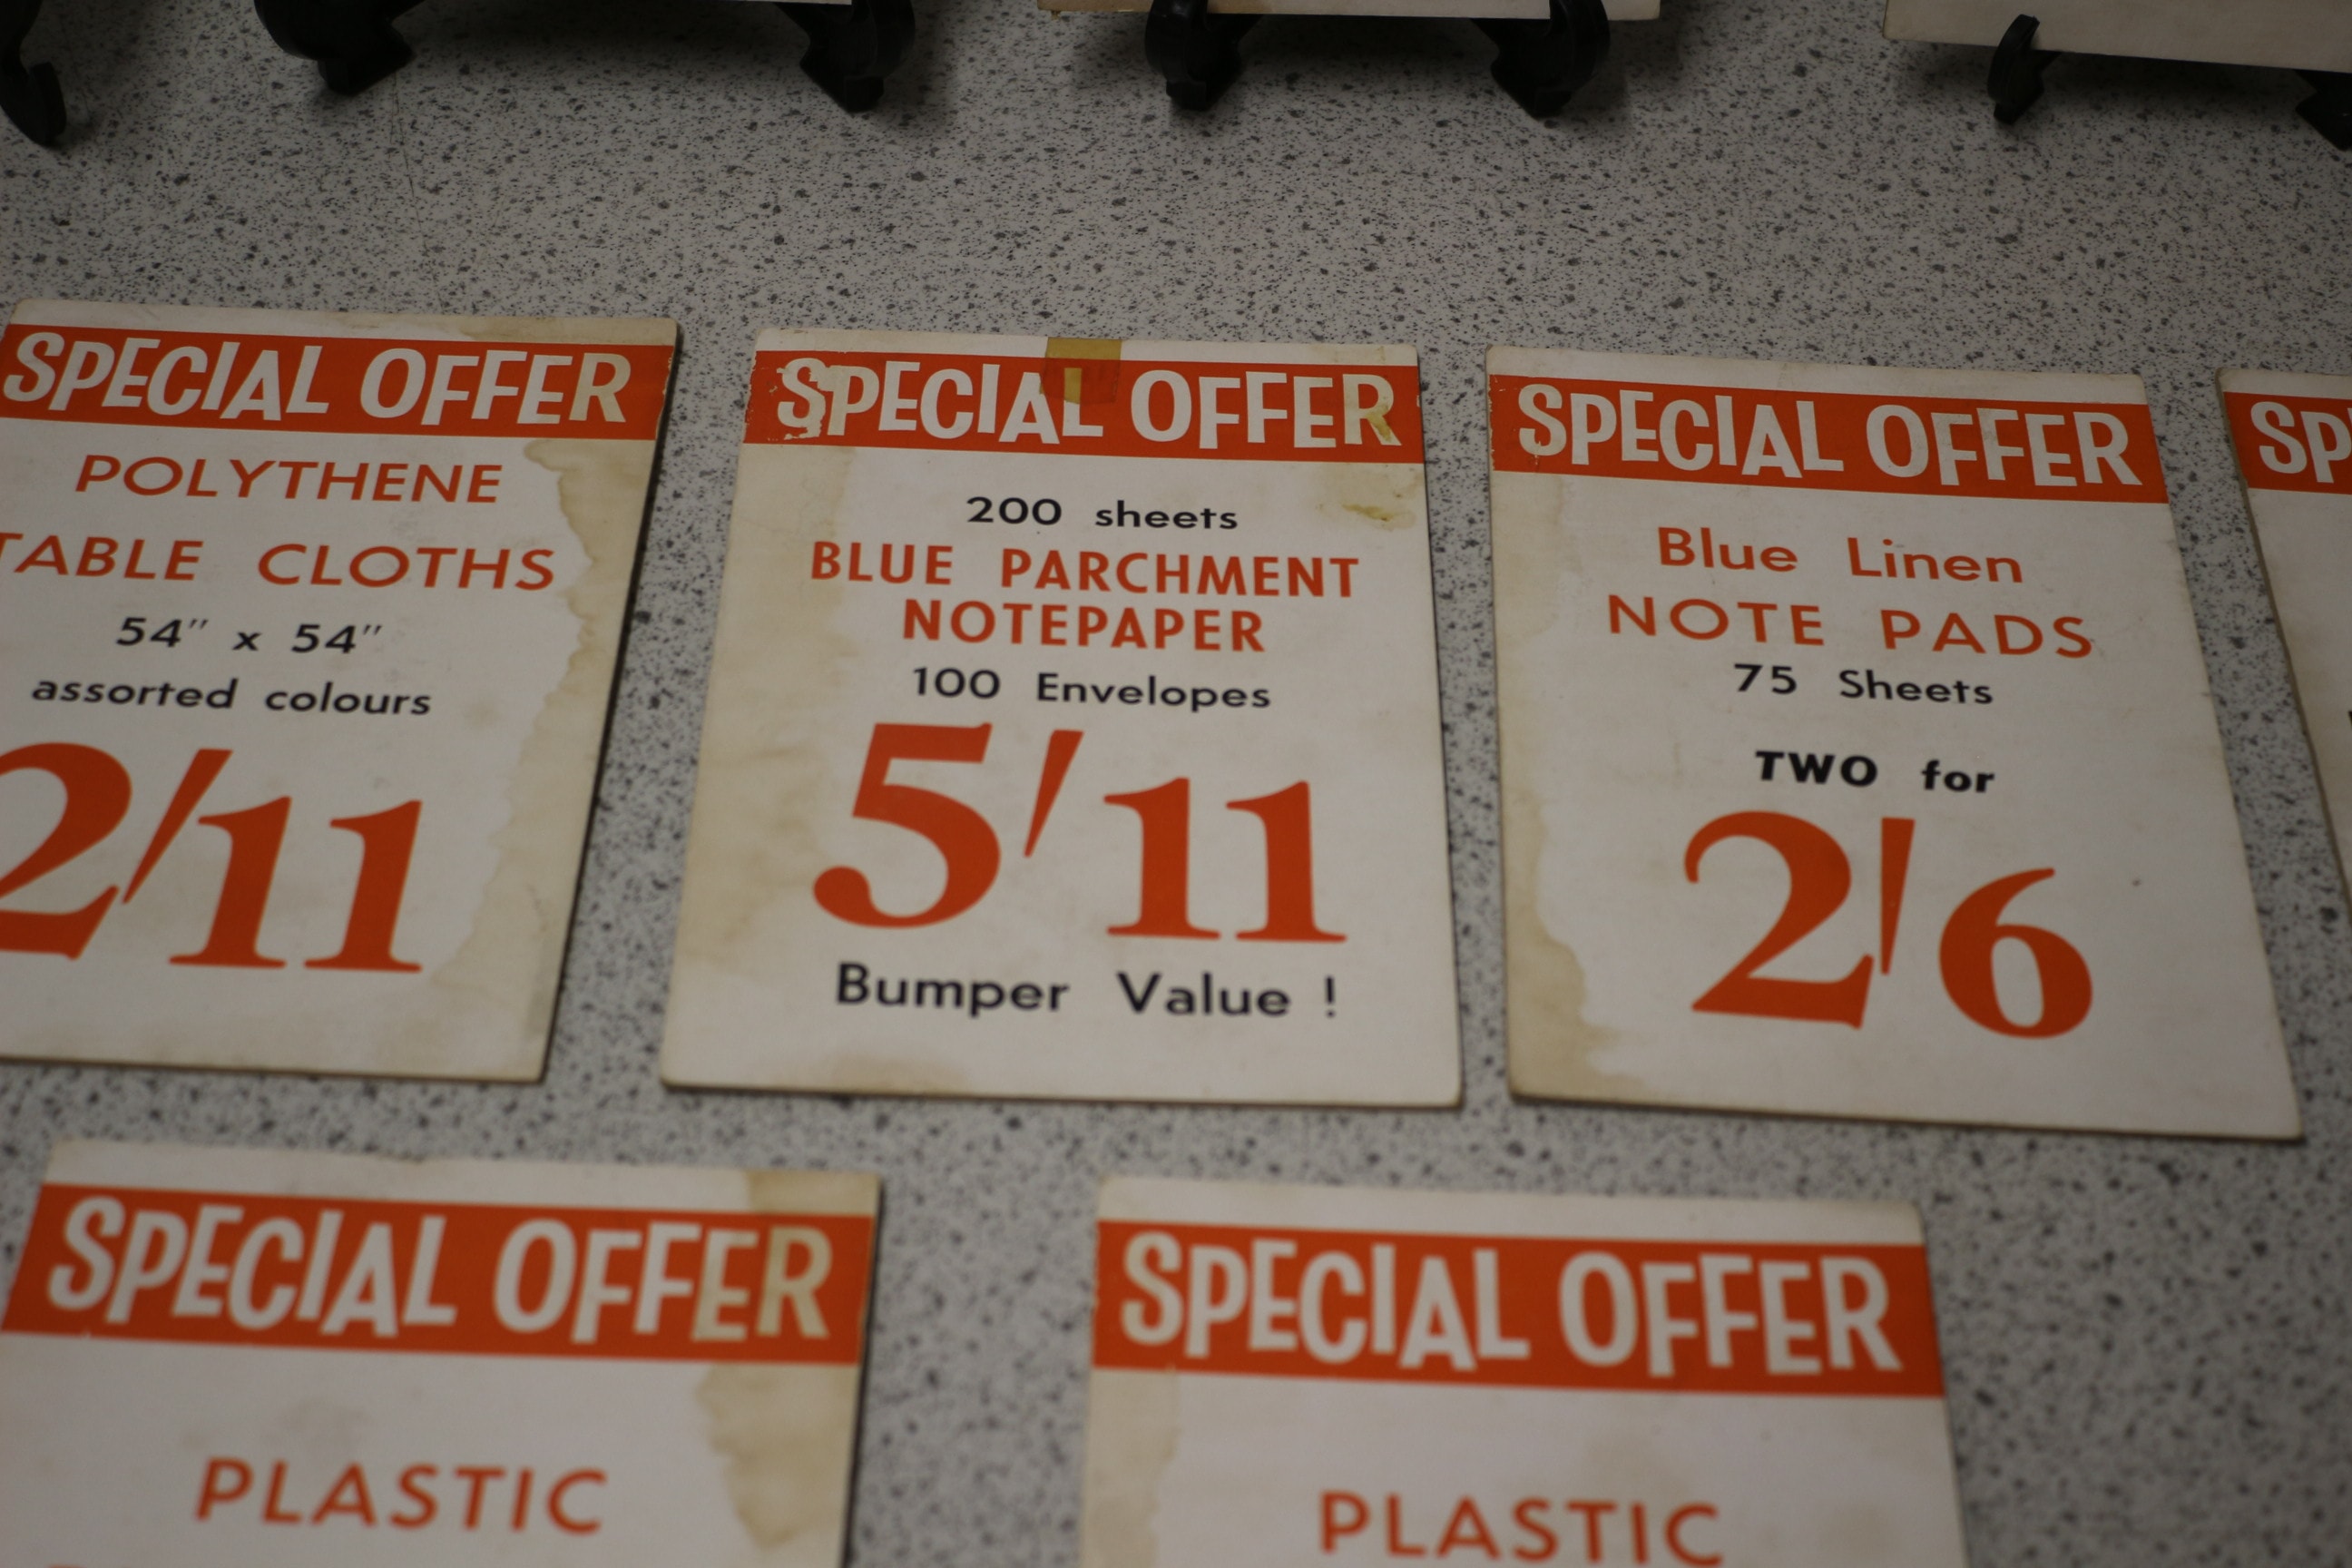 SPECIAL OFFER
POLYTHENE
TABLE CLOTHS
54" x 54"
assorted colours
2/11
SPECIAL OFFER
200 sheets
BLUE PARCHMENT
NOTEPAPER
100 Envelopes
5/11
Bumper Value !
SPECIAL OFFER
Blue Linen
NOTE PADS
75 Sheets
TWO for
2/6
SP
SPECIAL OFFER
PLASTIC
SPECIAL OFFER
PLASTIC